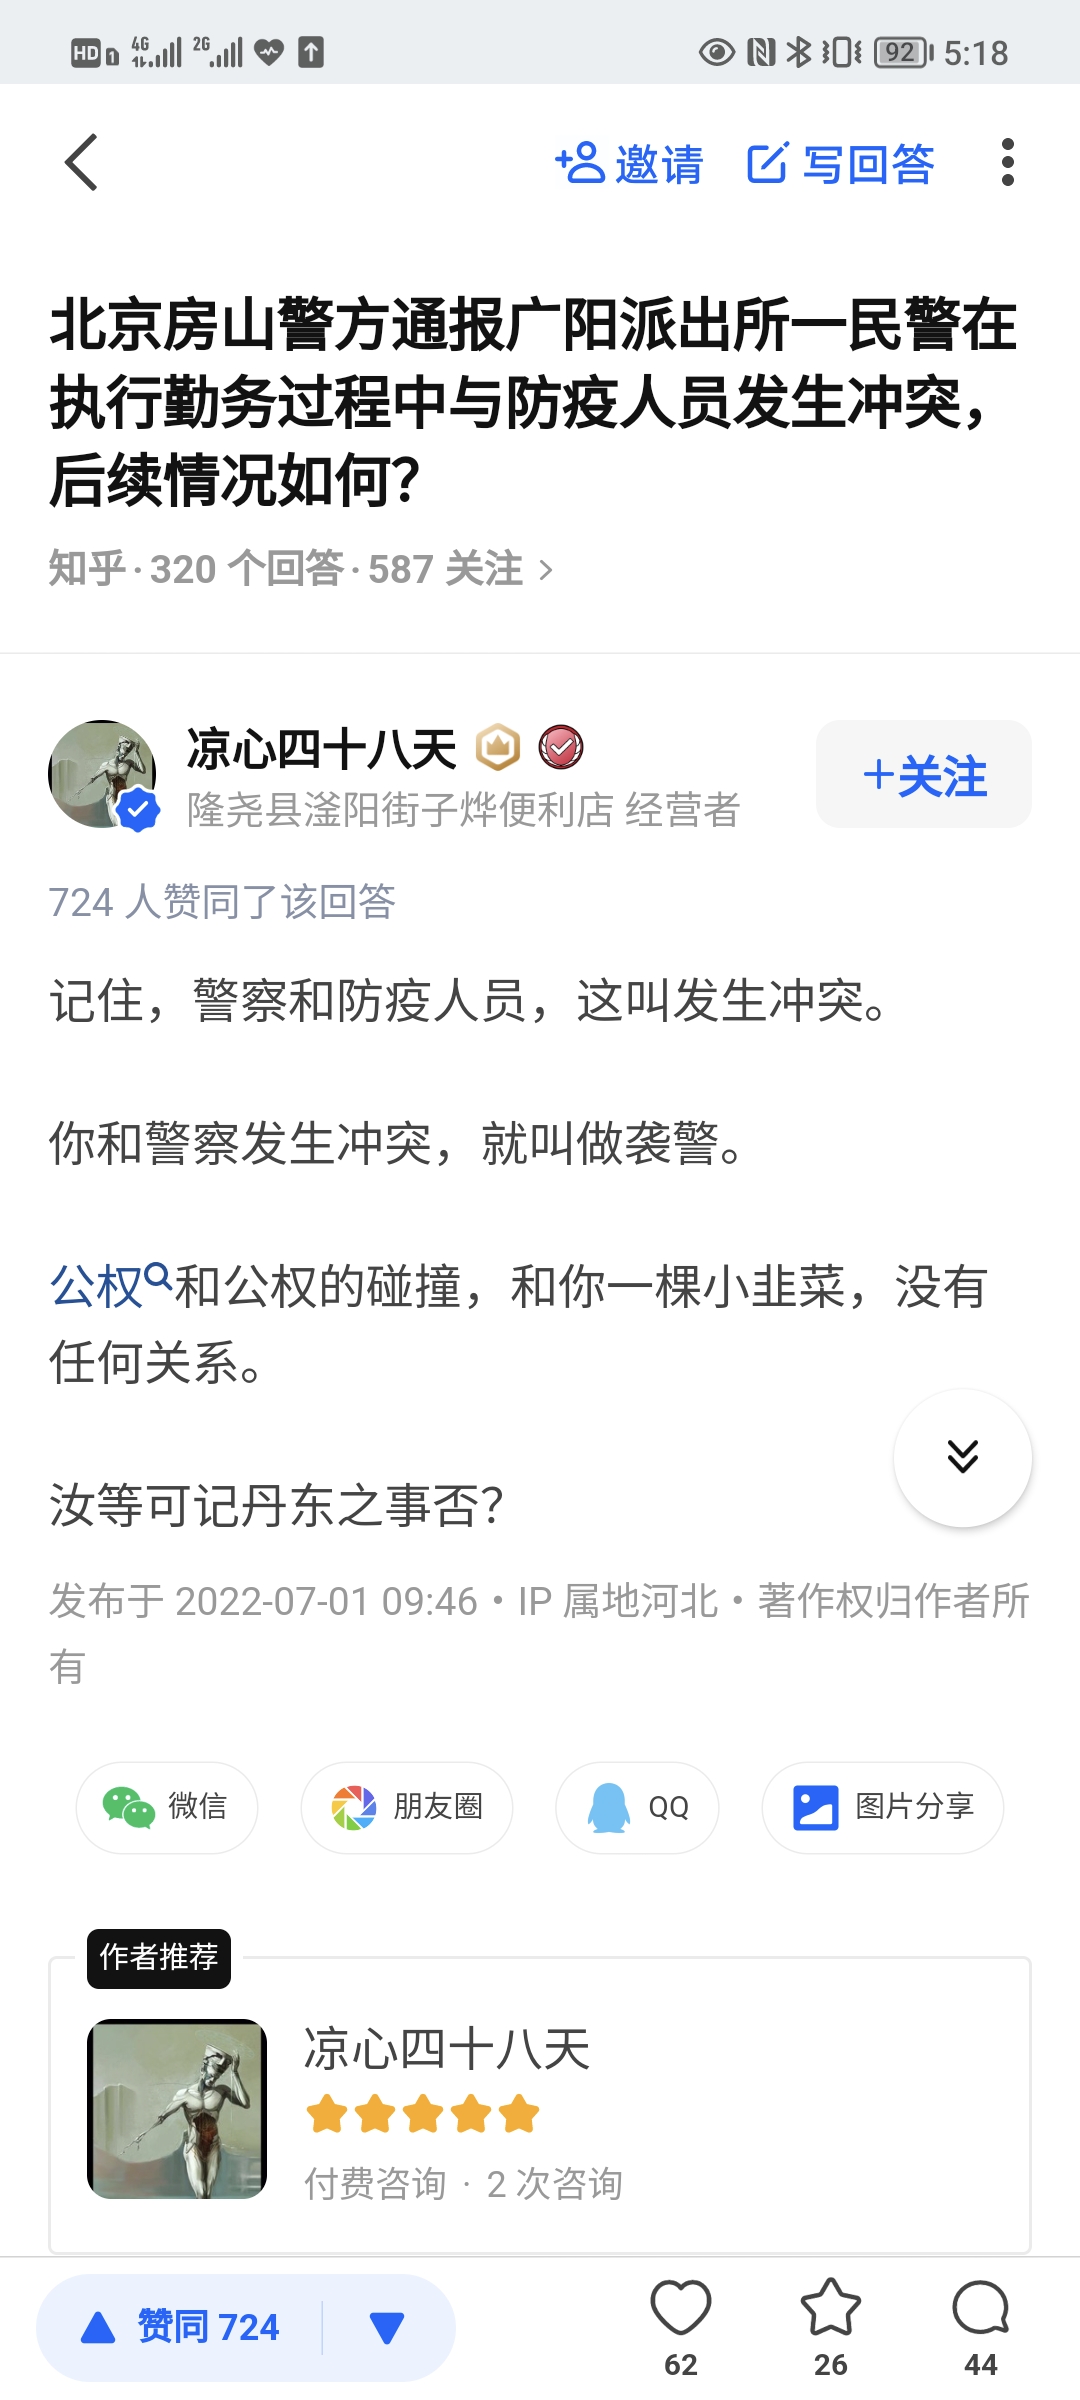 HD 1 4G 2G 92 5:18
邀请 写回答
北京房山警方通报广阳派出所一民警在
执行勤务过程中与防疫人员发生冲突，
后续情况如何？
知乎·320 个回答·587 关注 >
凉心四十八天
隆尧县滏阳街子烨便利店 经营者
+关注
724 人赞同了该回答
记住，警察和防疫人员，这叫发生冲突。
你和警察发生冲突，就叫做袭警。
公权和公权的碰撞，和你一棵小韭菜，没有
任何关系。
汝等可记丹东之事否？
发布于 2022-07-01 09:46・IP 属地河北・著作权归作者所
有
微信 朋友圈 QQ 图片分享
作者推荐
凉心四十八天
付费咨询 · 2 次咨询
赞同 724
62 26 44